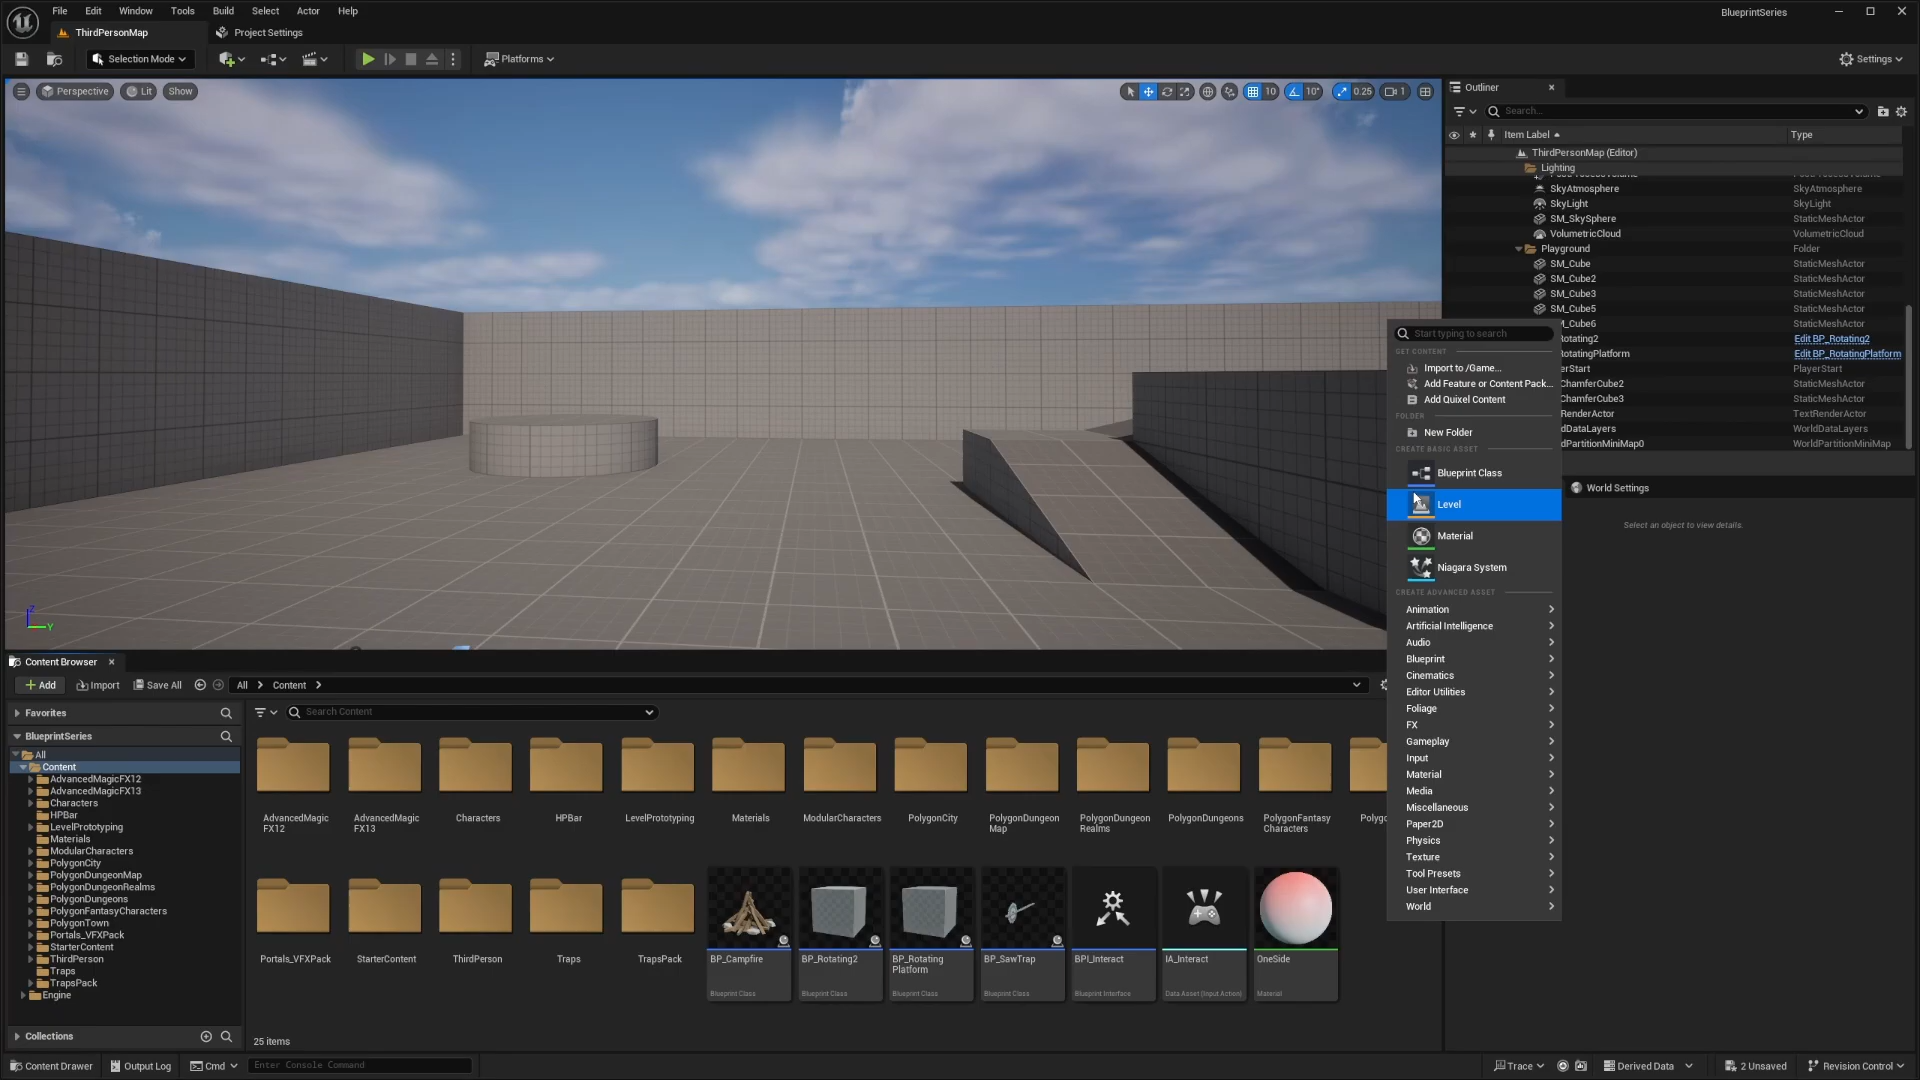 File Edit Window Tools Build Select Actor Help
BlueprintSeries
ThirdPersonMap
Project Settings
Selection Mode
Platforms
Settings
Perspective
Lit
Show
10
10°
0.25
1
Outliner
Search...
Item Label
Type
ThirdPersonMap (Editor)
Lighting
SkyAtmosphere SkyAtmosphere
SkyLight SkyLight
SM_SkySphere StaticMeshActor
VolumetricCloud VolumetricCloud
Playground Folder
SM_Cube StaticMeshActor
SM_Cube2 StaticMeshActor
SM_Cube3 StaticMeshActor
SM_Cube5 StaticMeshActor
M_Cube6 StaticMeshActor
Rotating2 Edit BP_Rotating2
RotatingPlatform Edit BP_RotatingPlatform
erStart PlayerStart
ChamferCube2 StaticMeshActor
ChamferCube3 StaticMeshActor
RenderActor TextRenderActor
dDataLayers WorldDataLayers
dPartitionMiniMap0 WorldPartitionMiniMap
World Settings
Select an object to view details.
Start typing to search
GET CONTENT
Import to /Game...
Add Feature or Content Pack...
Add Quixel Content
FOLDER
New Folder
CREATE BASIC ASSET
Blueprint Class
Level
Material
Niagara System
CREATE ADVANCED ASSET
Animation
Artificial Intelligence
Audio
Blueprint
Cinematics
Editor Utilities
Foliage
FX
Gameplay
Input
Material
Media
Miscellaneous
Paper2D
Physics
Texture
Tool Presets
User Interface
World
Z
Y
Content Browser
+ Add
Import
Save All
All > Content >
Favorites
BlueprintSeries
All
Content
AdvancedMagicFX12
AdvancedMagicFX13
Characters
HPBar
LevelPrototyping
Materials
ModularCharacters
PolygonCity
PolygonDungeonMap
PolygonDungeonRealms
PolygonDungeons
PolygonFantasyCharacters
PolygonTown
Portals_VFXPack
StarterContent
ThirdPerson
Traps
TrapsPack
Engine
Collections
Search Content
AdvancedMagic
FX12
AdvancedMagic
FX13
Characters
HPBar
LevelPrototyping
Materials
ModularCharacters
PolygonCity
PolygonDungeon
Map
PolygonDungeon
Realms
PolygonDungeons
PolygonFantasy
Characters
Polygo
Portals_VFXPack
StarterContent
ThirdPerson
Traps
TrapsPack
BP_Campfire
Blueprint Class
BP_Rotating2
Blueprint Class
BP_Rotating
Platform
Blueprint Class
BP_SawTrap
Blueprint Class
BPI_Interact
Blueprint Interface
IA_Interact
Data Asset (Input Action)
OneSide
Material
25 items
Content Drawer
Output Log
Cmd
Enter Console Command
Trace
Derived Data
2 Unsaved
Revision Control